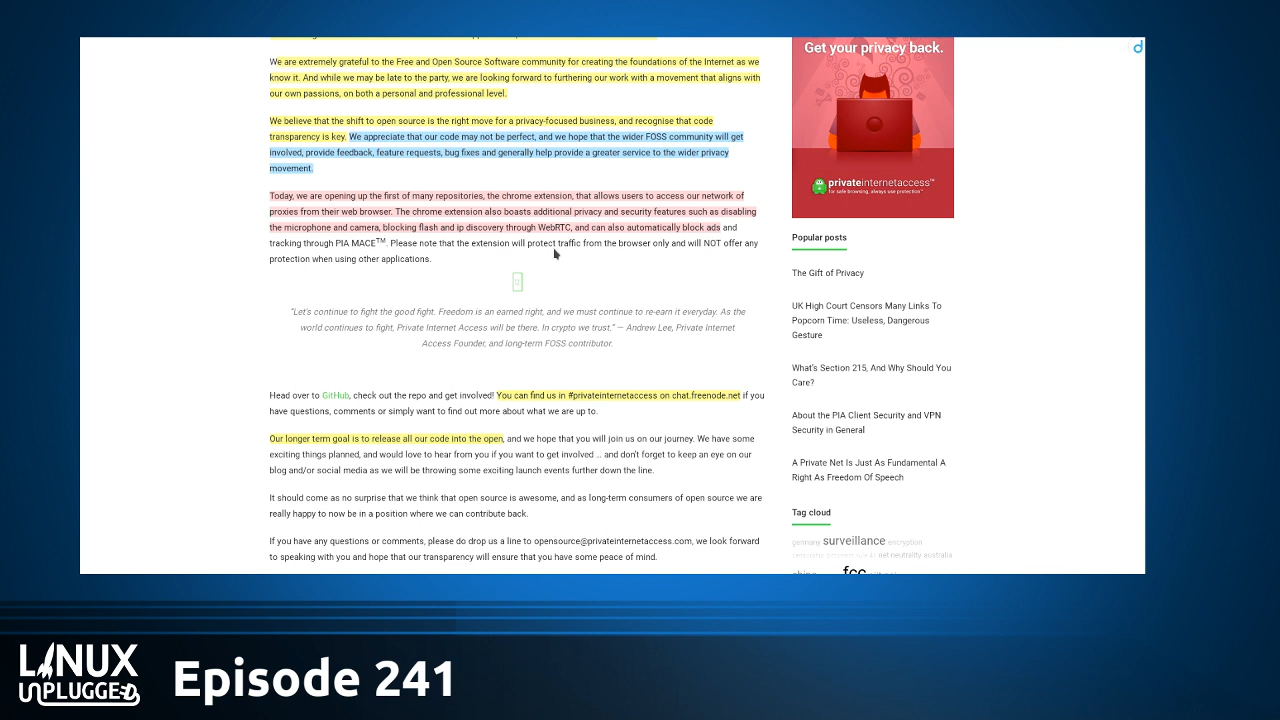 We are extremely grateful to the Free and Open Source Software community for creating the foundations of the Internet as we
know it. And while we may be late to the party, we are looking forward to furthering our work with a movement that aligns with
our own passions, on both a personal and professional level.
We believe that the shift to open source is the right move for a privacy-focused business, and recognise that code
transparency is key. We appreciate that our code may not be perfect, and we hope that the wider FOSS community will get
involved, provide feedback, feature requests, bug fixes and generally help provide a greater service to the wider privacy
movement.
Today, we are opening up the first of many repositories, the chrome extension, that allows users to access our network of
proxies from their web browser. The chrome extension also boasts additional privacy and security features such as disabling
the microphone and camera, blocking flash and ip discovery through WebRTC, and can also automatically block ads and
tracking through PIA MACE™. Please note that the extension will protect traffic from the browser only and will NOT offer any
protection when using other applications.
"Let's continue to fight the good fight. Freedom is an earned right, and we must continue to re-earn it everyday. As the
world continues to fight, Private Internet Access will be there. In crypto we trust." — Andrew Lee, Private Internet
Access Founder, and long-term FOSS contributor.
Head over to GitHub, check out the repo and get involved! You can find us in #privateinternetaccess on chat.freenode.net if you
have questions, comments or simply want to find out more about what we are up to.
Our longer term goal is to release all our code into the open, and we hope that you will join us on our journey. We have some
exciting things planned, and would love to hear from you if you want to get involved ... and don't forget to keep an eye on our
blog and/or social media as we will be throwing some exciting launch events further down the line.
It should come as no surprise that we think that open source is awesome, and as long-term consumers of open source we are
really happy to now be in a position where we can contribute back.
If you have any questions or comments, please do drop us a line to opensource@privateinternetaccess.com, we look forward
to speaking with you and hope that our transparency will ensure that you have some peace of mind.
Get your privacy back.
privateinternetaccess™
for safe browsing, always use protection™
Popular posts
The Gift of Privacy
UK High Court Censors Many Links To
Popcorn Time: Useless, Dangerous
Gesture
What's Section 215, And Why Should You
Care?
About the PIA Client Security and VPN
Security in General
A Private Net Is Just As Fundamental A
Right As Freedom Of Speech
Tag cloud
germany surveillance encryption
net neutrality australia
fcc
LINUX
UNPLUGGED
Episode 241